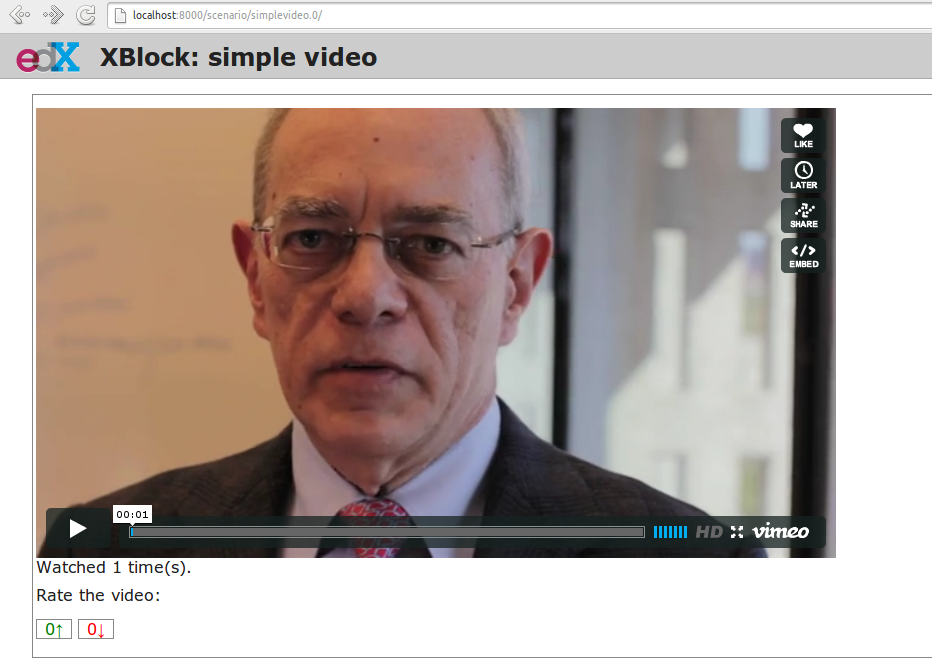 localhost:8000/scenario/simplevideo.0/
edX XBlock: simple video
LIKE
LATER
SHARE
EMBED
00:01
HD vimeo
Watched 1 time(s).
Rate the video:
0↑ 0↓